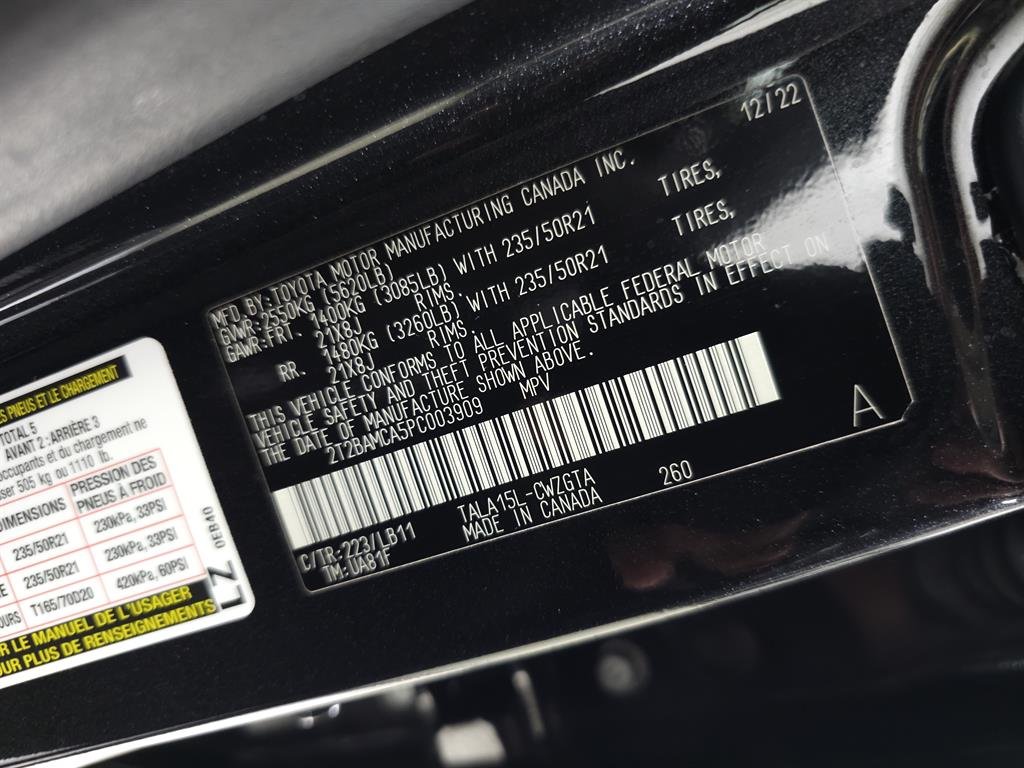 12/22
MFD.BY:TOYOTA MOTOR MANUFACTURING CANADA INC.
GVWR:2550KG (5620LB)
GAWR:FRT 1400KG (3085LB) WITH 235/50R21 TIRES,
21X8J RIMS.
RR. 1480KG (3260LB) WITH 235/50R21 TIRES,
21X8J RIMS.
THIS VEHICLE CONFORMS TO ALL APPLICABLE FEDERAL MOTOR
VEHICLE SAFETY AND THEFT PREVENTION STANDARDS IN EFFECT ON
THE DATE OF MANUFACTURE SHOWN ABOVE.
2T2BAMCA5PC003909 MPV
A
C/TR:223/LB11 TALA15L-CWZGTA 260
TM:UA81F MADE IN CANADA
PNEUS ET LE CHARGEMENT
TOTAL 5
AVANT 2 : ARRIÈRE 3
occupants et du chargement ne
505 kg ou 1110 lb.
DIMENSIONS PRESSION DES
PNEUS À FROID
235/50R21 230kPa, 33PSI
235/50R21 230kPa, 33PSI
T165/70D20 420kPa, 60PSI
LE MANUEL DE L'USAGER
PLUS DE RENSEIGNEMENTS
LZ 0EB40